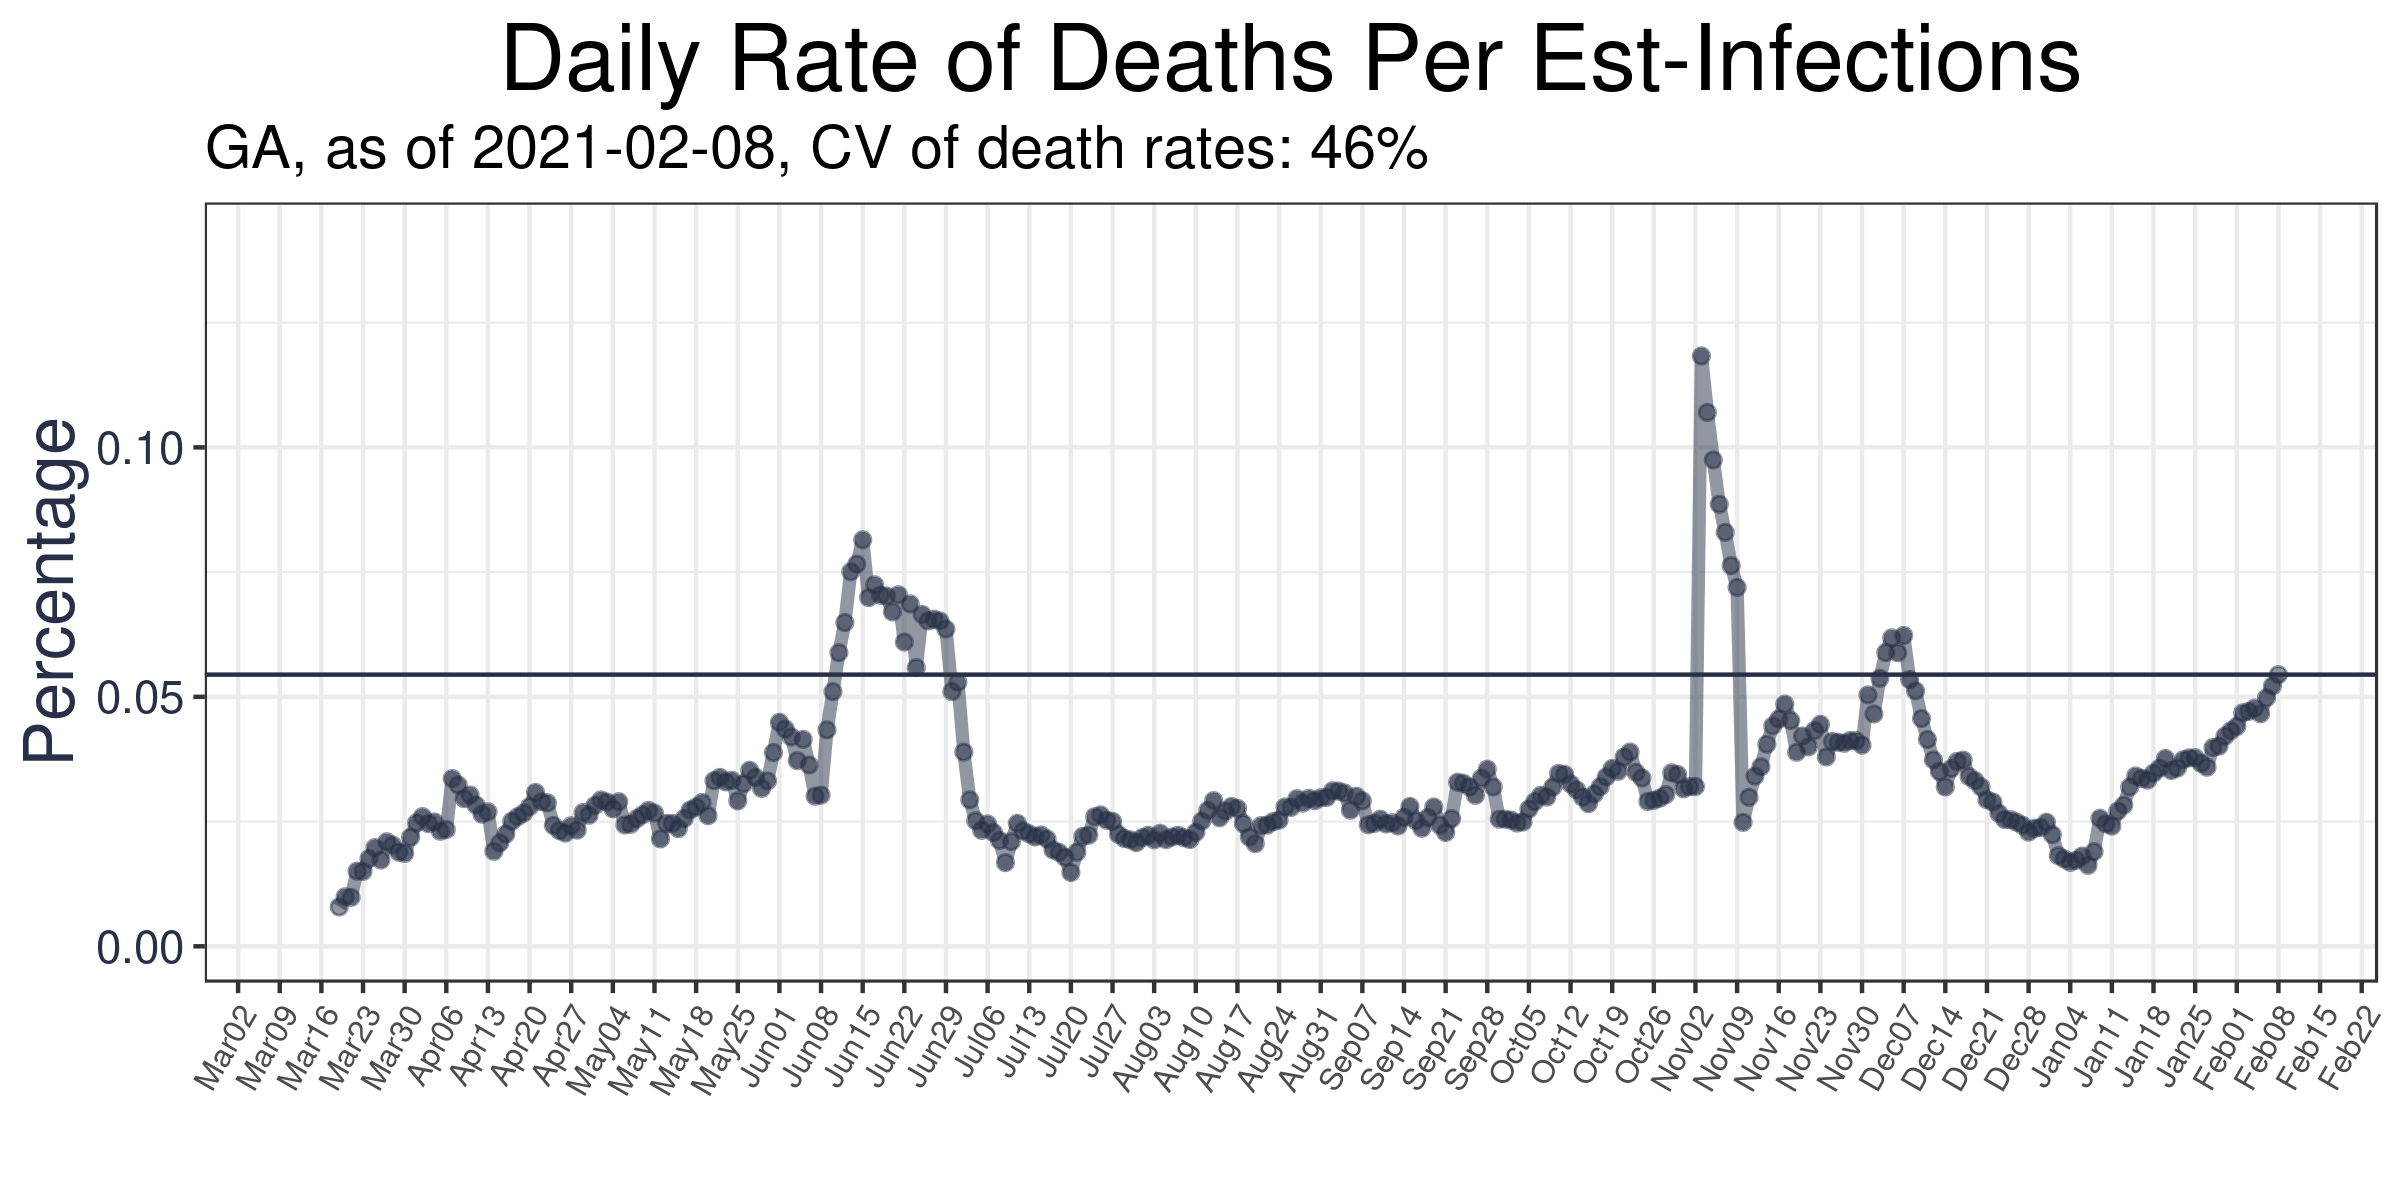 Daily Rate of Deaths Per Est-Infections
GA, as of 2021-02-08, CV of death rates: 46%
Percentage
0.10
0.05
0.00
Mar02
Mar09
Mar16
Mar23
Mar30
Apr06
Apr13
Apr20
Apr27
May04
May11
May18
May25
Jun01
Jun08
Jun15
Jun22
Jun29
Jul06
Jul13
Jul20
Jul27
Aug03
Aug10
Aug17
Aug24
Aug31
Sep07
Sep14
Sep21
Sep28
Oct05
Oct12
Oct19
Oct26
Nov02
Nov09
Nov16
Nov23
Nov30
Dec07
Dec14
Dec21
Dec28
Jan04
Jan11
Jan18
Jan25
Feb01
Feb08
Feb15
Feb22